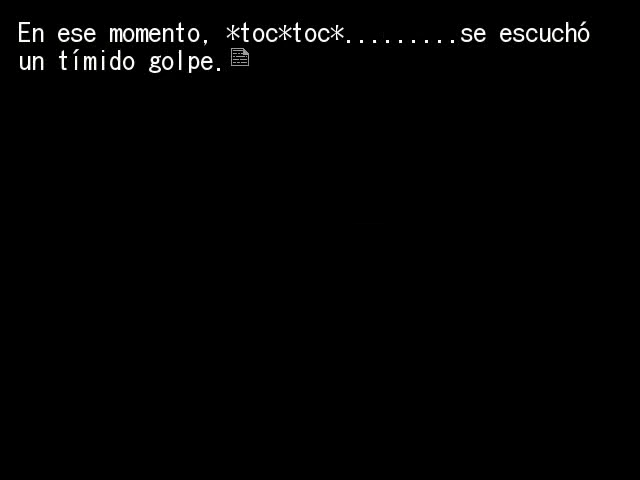 En ese momento, *toc*toc*.........se escuchó
un tímido golpe.